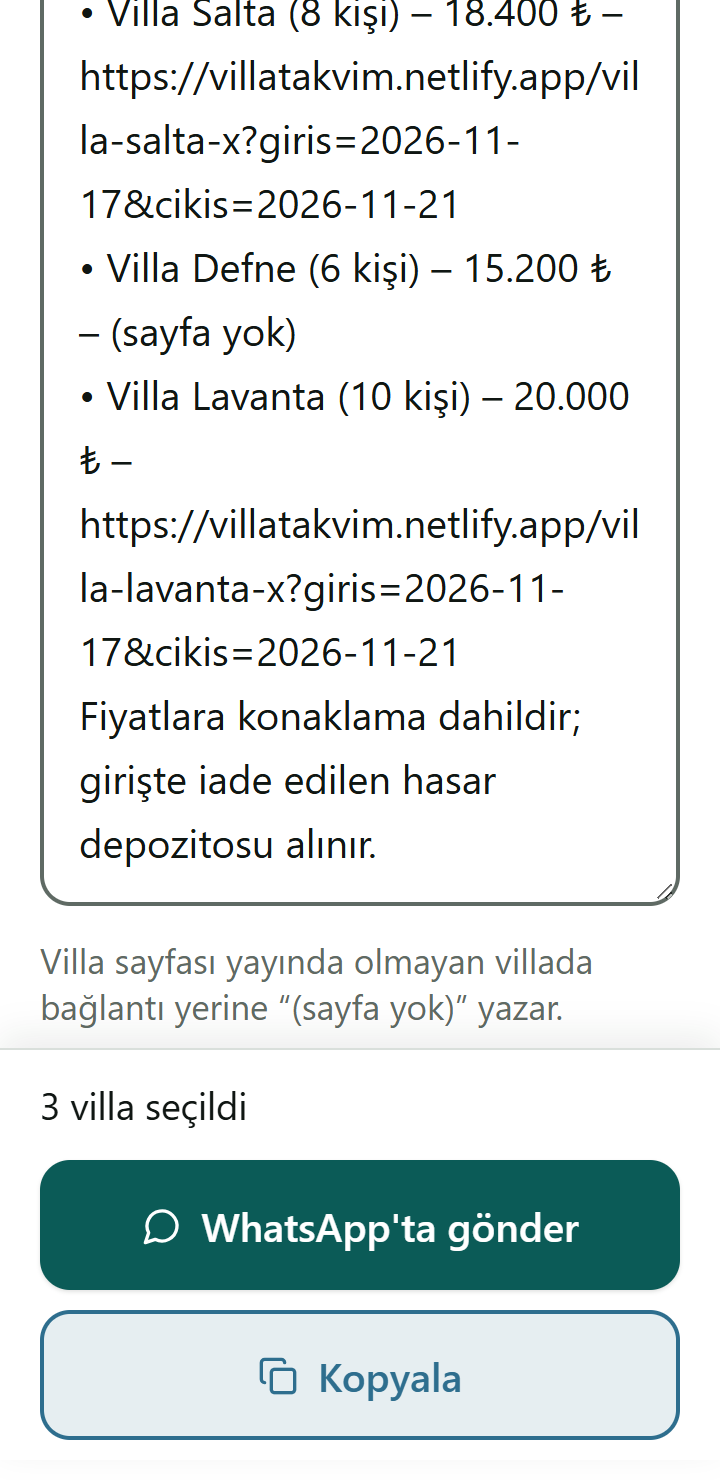 • Villa Salta (8 kişi) – 18.400 ₺ –
https://villatakvim.netlify.app/vil
la-salta-x?giris=2026-11-
17&cikis=2026-11-21
• Villa Defne (6 kişi) – 15.200 ₺
– (sayfa yok)
• Villa Lavanta (10 kişi) – 20.000
₺ –
https://villatakvim.netlify.app/vil
la-lavanta-x?giris=2026-11-
17&cikis=2026-11-21
Fiyatlara konaklama dahildir;
girişte iade edilen hasar
depozitosu alınır.
Villa sayfası yayında olmayan villada
bağlantı yerine “(sayfa yok)” yazar.
3 villa seçildi
WhatsApp'ta gönder
Kopyala